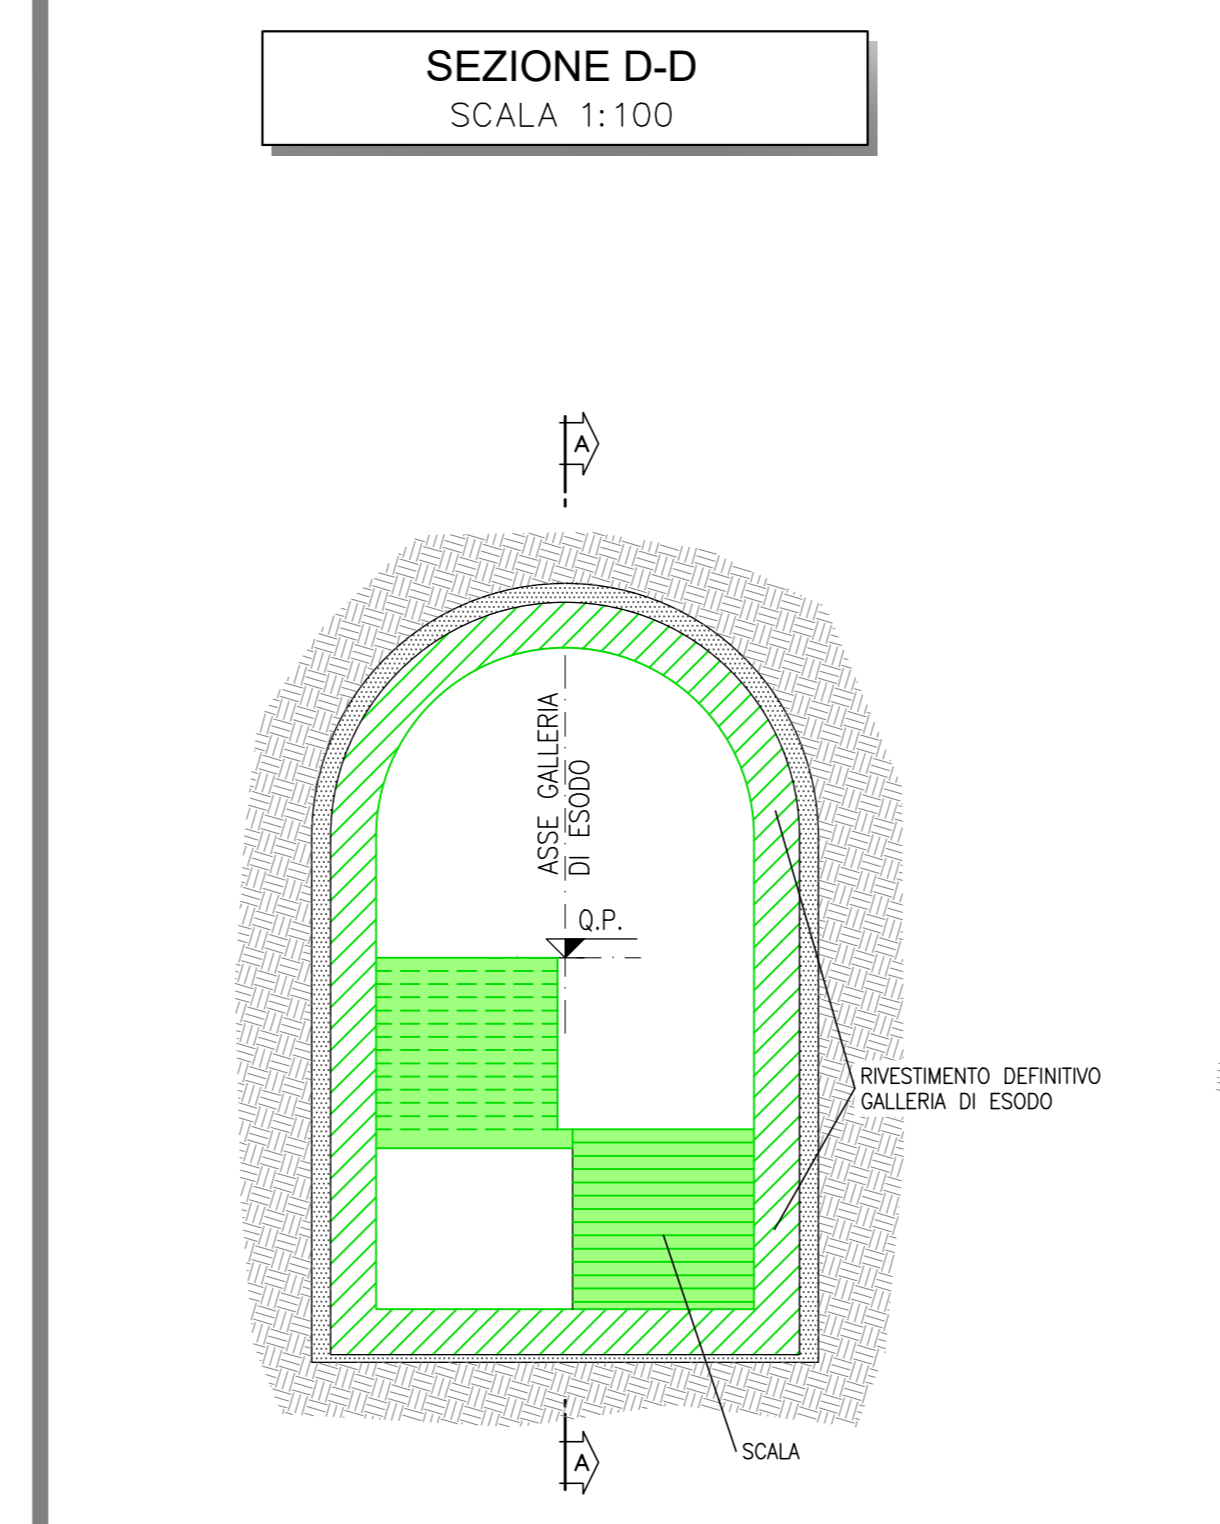 SEZIONE D-D
SCALA 1:100
A
ASSE GALLERIA
DI ESODO
Q.P.
RIVESTIMENTO DEFINITIVO
GALLERIA DI ESODO
SCALA
A